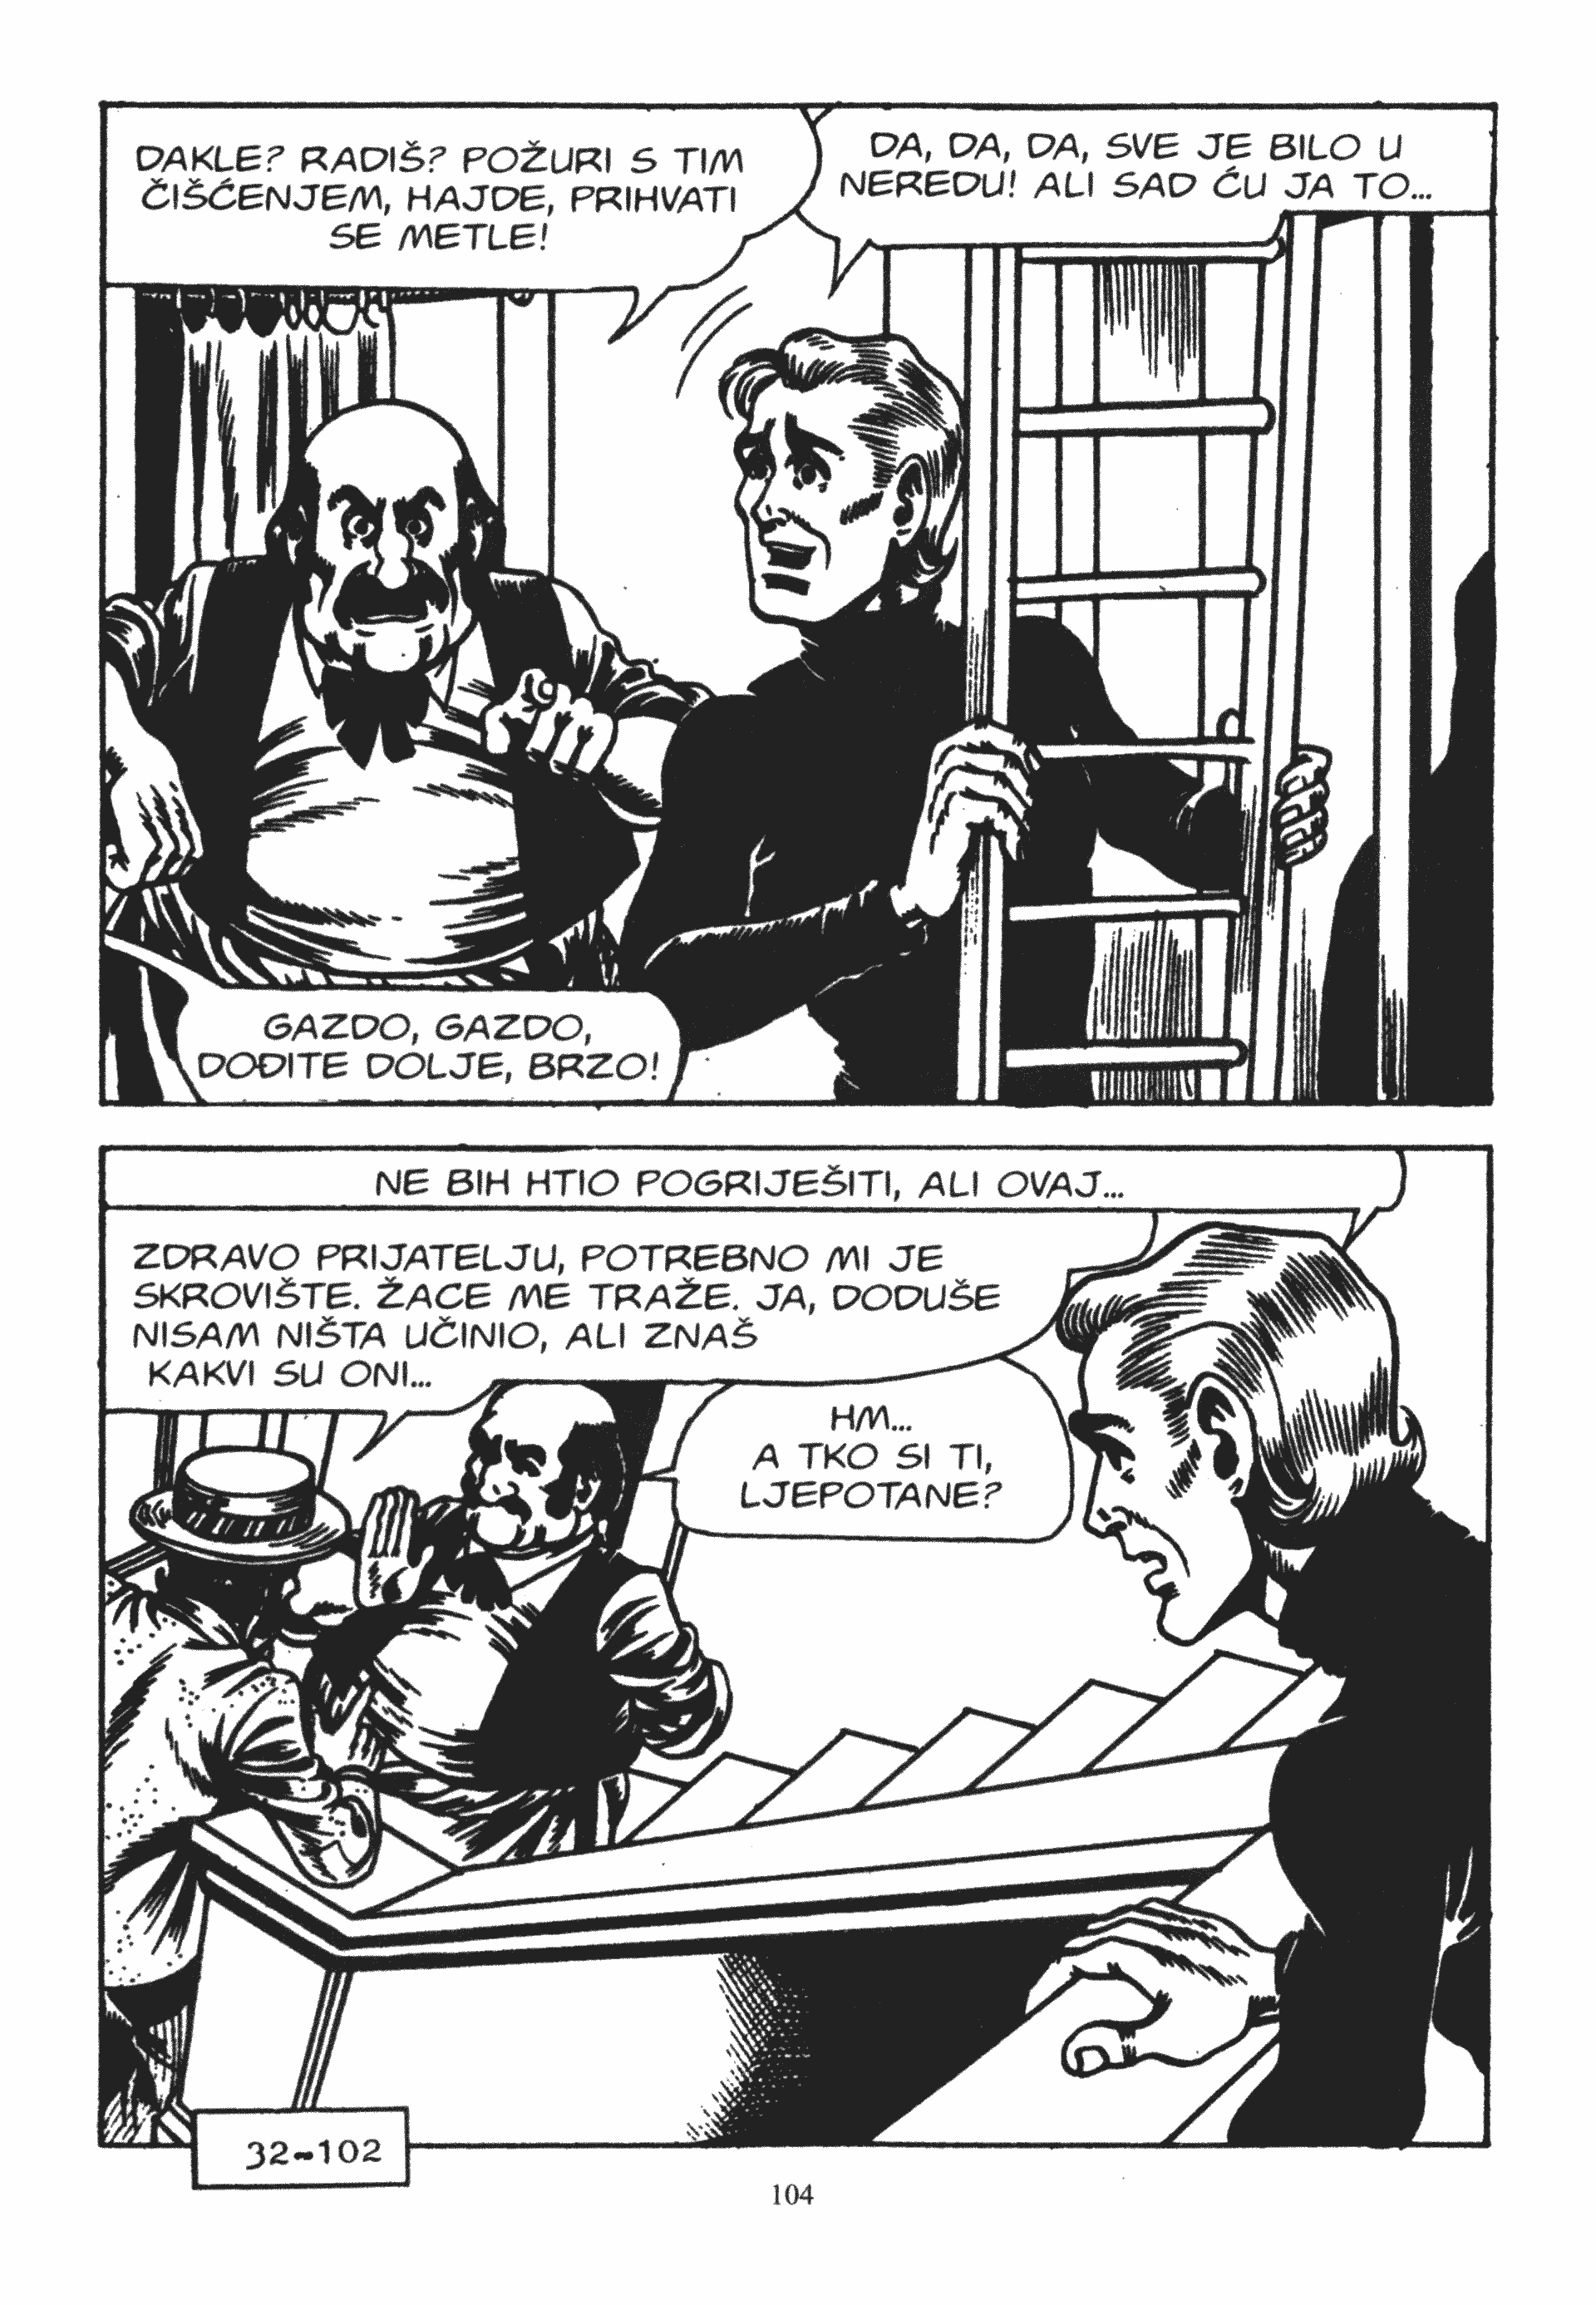 DAKLE? RADIŠ? POŽURI S TIM
ČIŠĆENJEM, HAJDE, PRIHVATI
SE METLE!
DA, DA, DA, SVE JE BILO U
NEREDU! ALI SAD ĆU JA TO...
GAZDO, GAZDO,
DOĐITE DOLJE, BRZO!
NE BIH HTIO POGRIJEŠITI, ALI OVAJ...
ZDRAVO PRIJATELJU, POTREBNO MI JE
SKROVIŠTE. ŽACE ME TRAŽE. JA, DODUŠE
NISAM NIŠTA UČINIO, ALI ZNAŠ
KAKVI SU ONI...
HM...
A TKO SI TI,
LJEPOTANE?
32-102
104